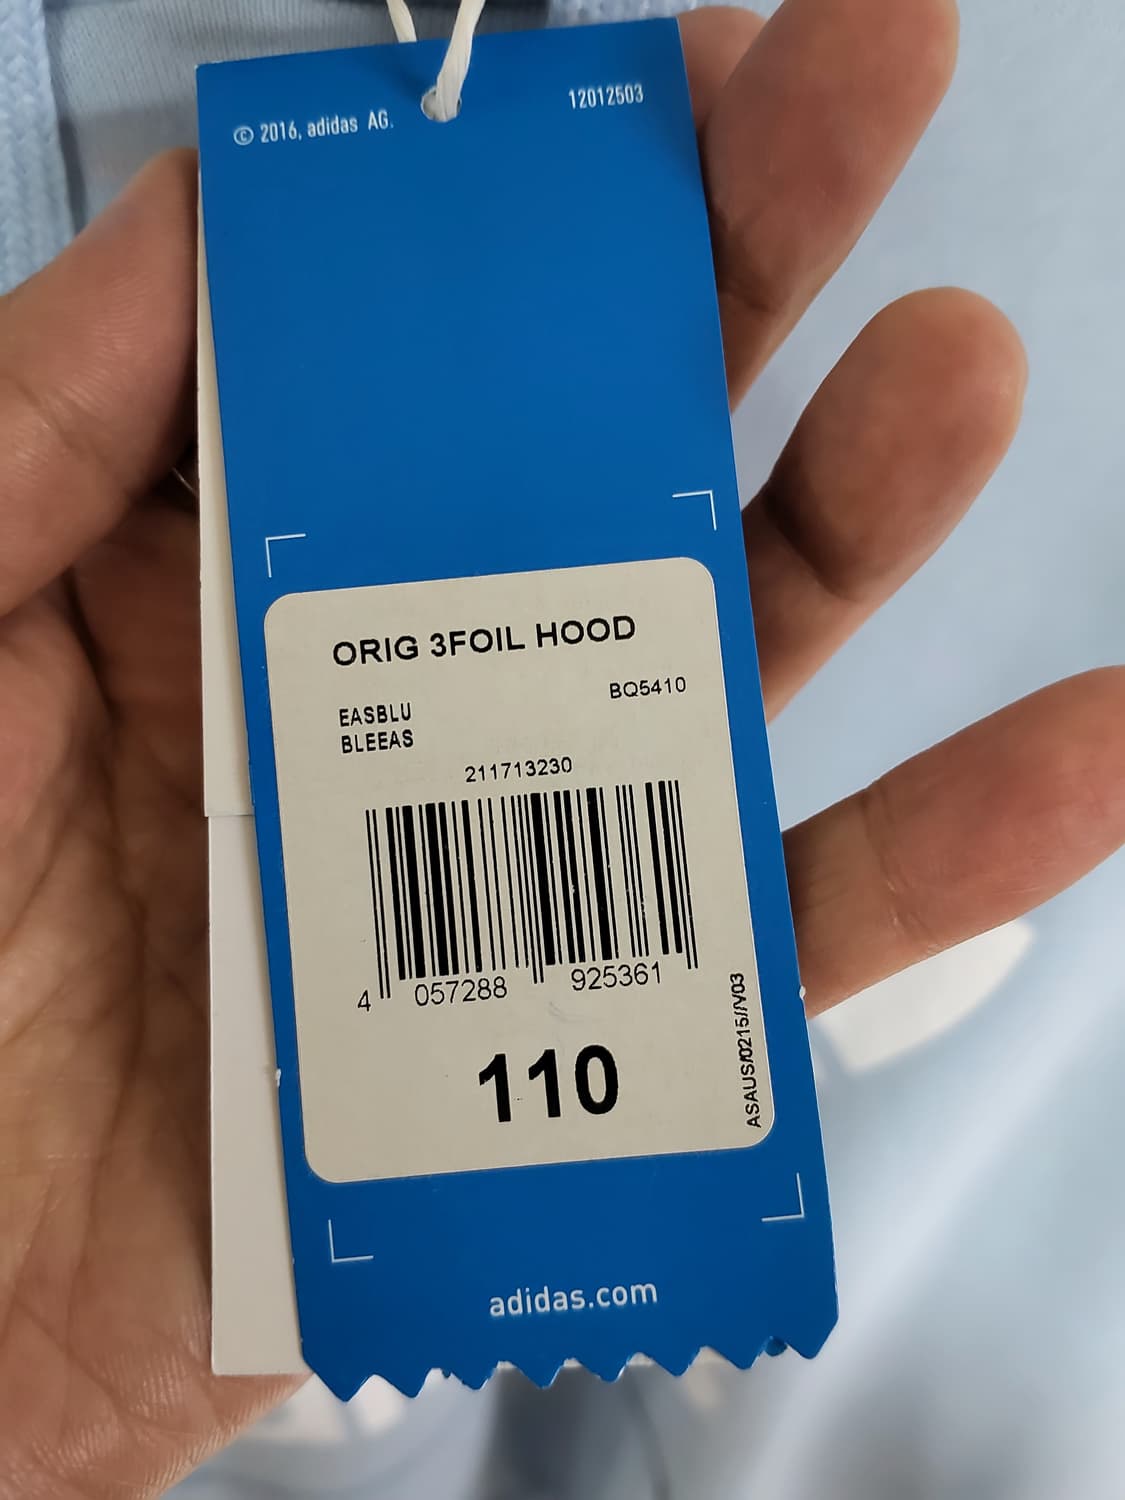 © 2016, adidas AG.
12012503
ORIG 3FOIL HOOD
BQ5410
EASBLU
BLEEAS
211713230
4 057288 925361
110
ASAUS/0215//V03
adidas.com